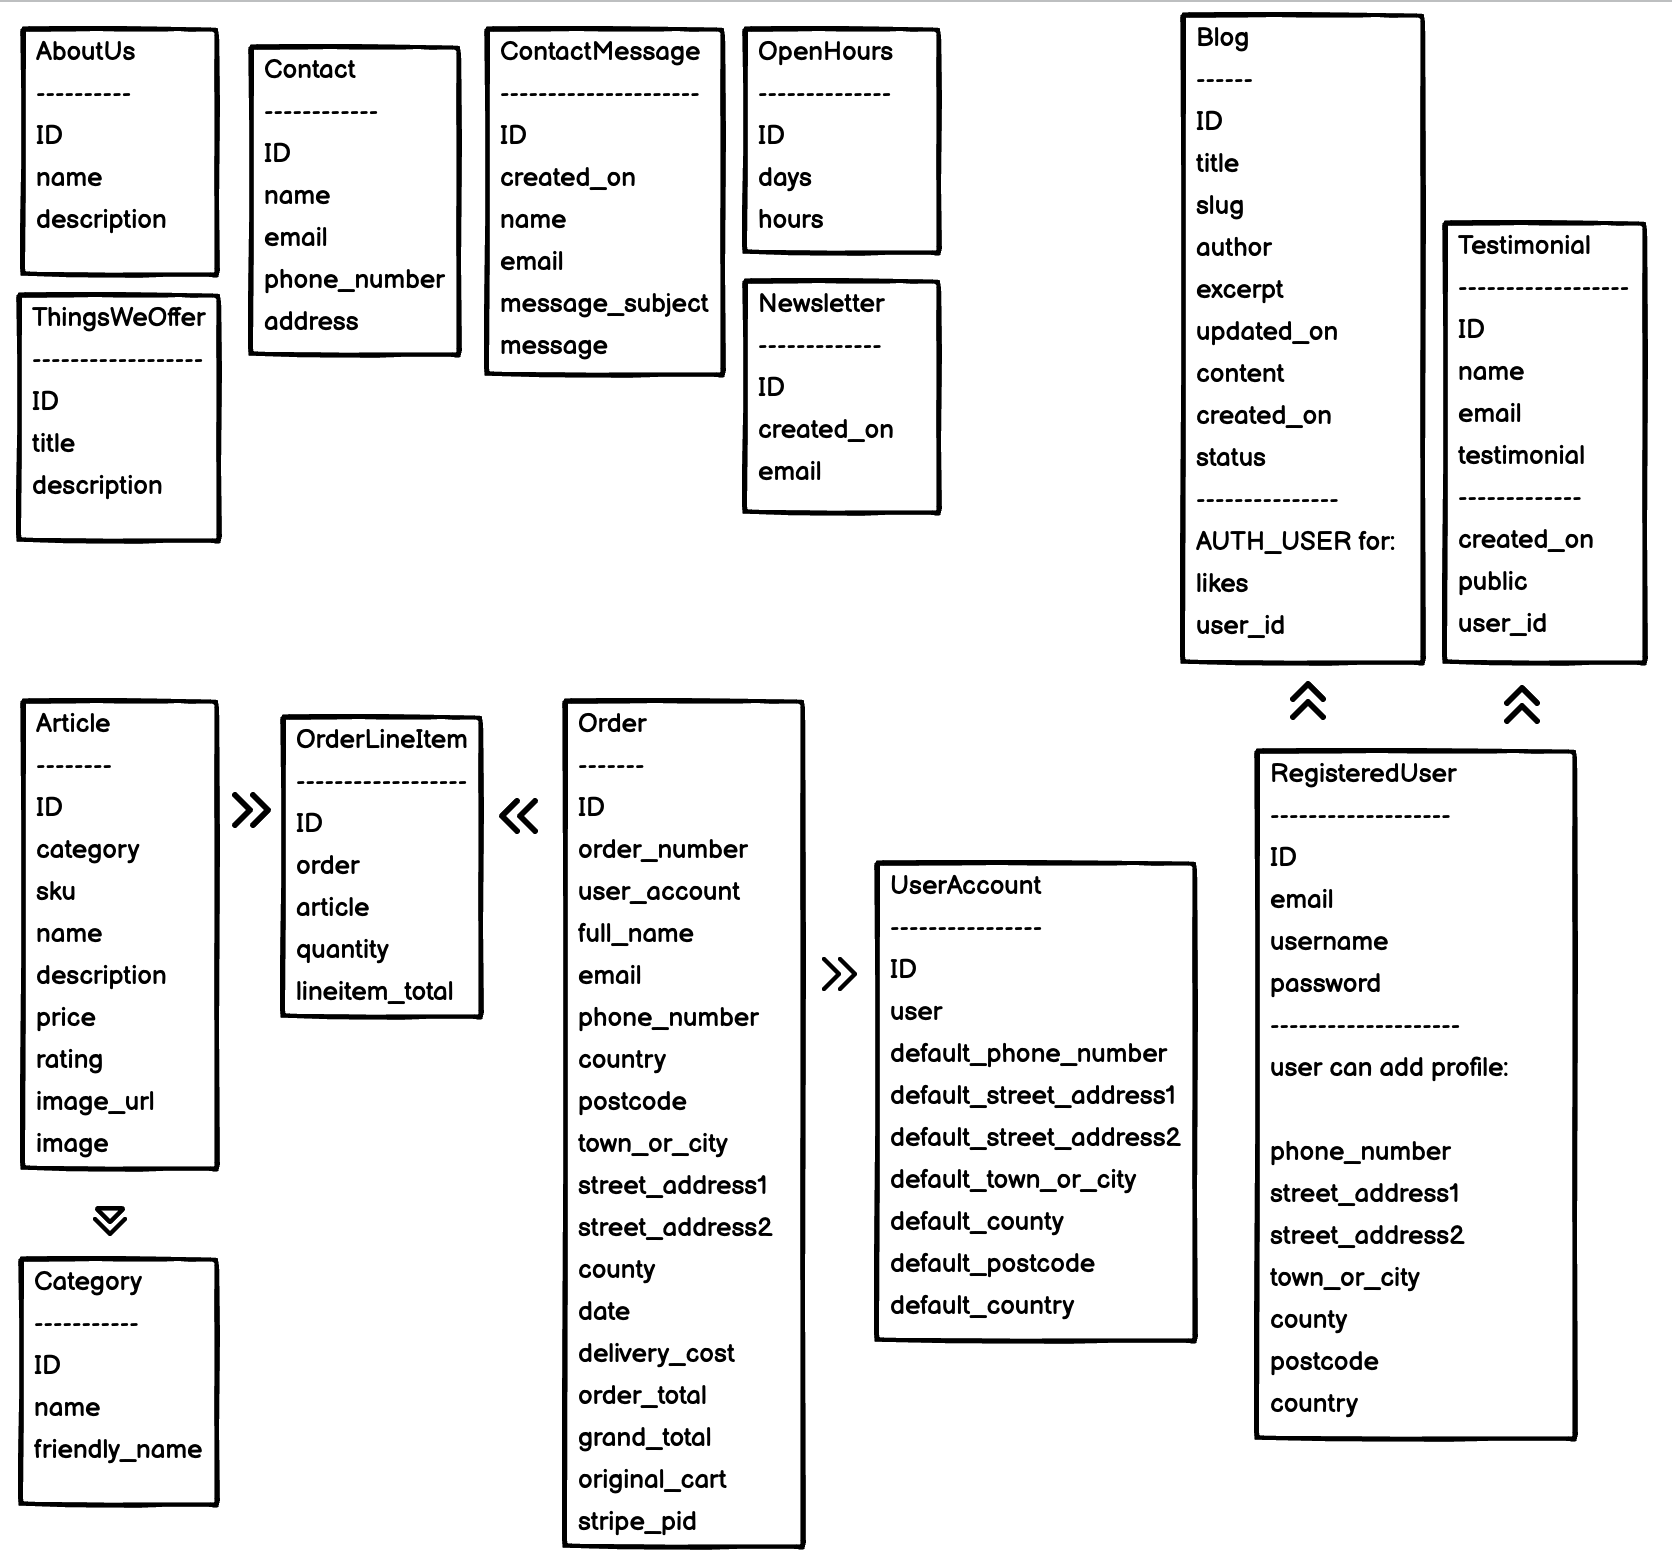 AboutUs
----------
ID
name
description
ThingsWeOffer
------------------
ID
title
description
Contact
------------
ID
name
email
phone_number
address
ContactMessage
---------------------
ID
created_on
name
email
message_subject
message
OpenHours
--------------
ID
days
hours
Newsletter
-------------
ID
created_on
email
Blog
------
ID
title
slug
author
excerpt
updated_on
content
created_on
status
---------------
AUTH_USER for:
likes
user_id
Testimonial
------------------
ID
name
email
testimonial
-------------
created_on
public
user_id
Article
--------
ID
category
sku
name
description
price
rating
image_url
image
Category
-----------
ID
name
friendly_name
OrderLineItem
------------------
ID
order
article
quantity
lineitem_total
Order
-------
ID
order_number
user_account
full_name
email
phone_number
country
postcode
town_or_city
street_address1
street_address2
county
date
delivery_cost
order_total
grand_total
original_cart
stripe_pid
UserAccount
----------------
ID
user
default_phone_number
default_street_address1
default_street_address2
default_town_or_city
default_county
default_postcode
default_country
RegisteredUser
-------------------
ID
email
username
password
--------------------
user can add profile:
phone_number
street_address1
street_address2
town_or_city
county
postcode
country